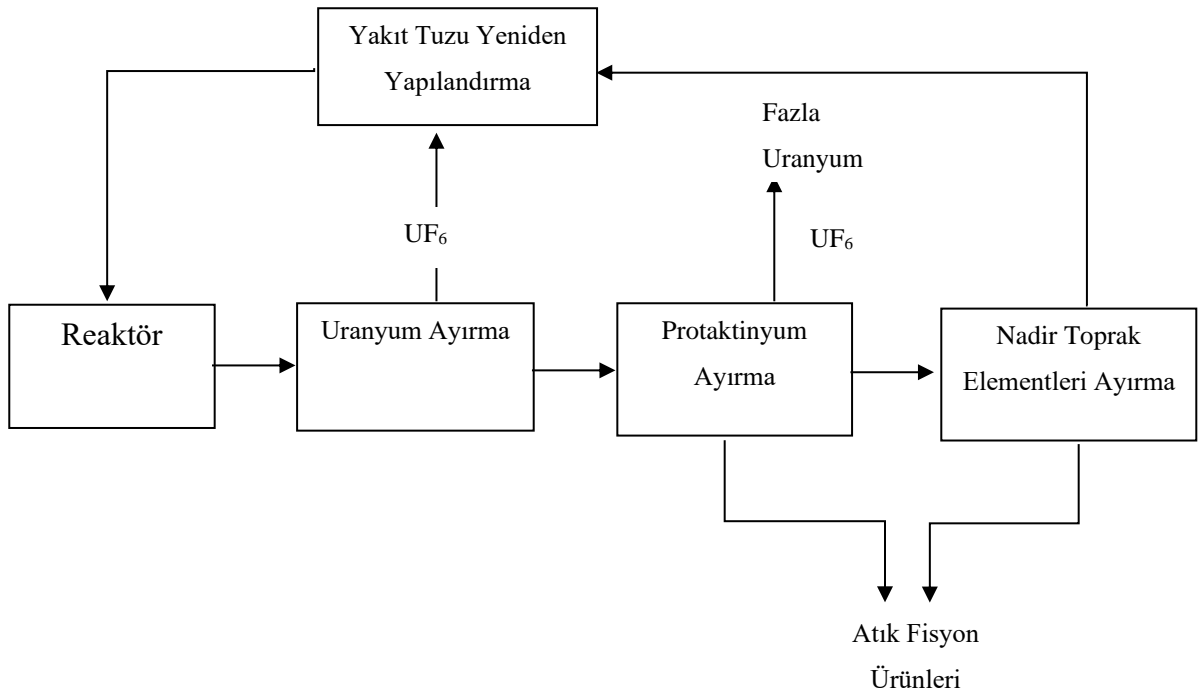 Yakıt Tuzu Yeniden
Yapılandırma
Fazla
Uranyum
UF₆
UF₆
Reaktör
Uranyum Ayırma
Protaktinyum
Ayırma
Nadir Toprak
Elementleri Ayırma
Atık Fisyon
Ürünleri